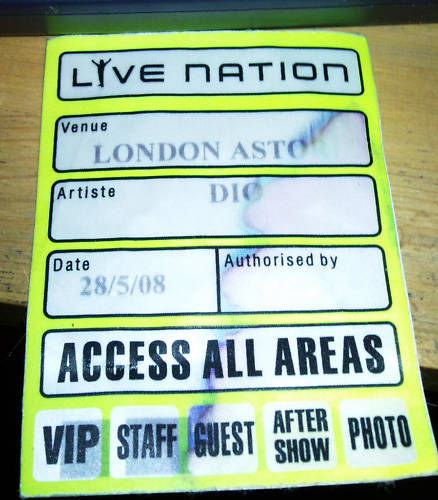 LIVE NATION
Venue
LONDON ASTO
Artiste
DIO
Date
28/5/08
Authorised by
ACCESS ALL AREAS
VIP STAFF GUEST AFTER SHOW PHOTO